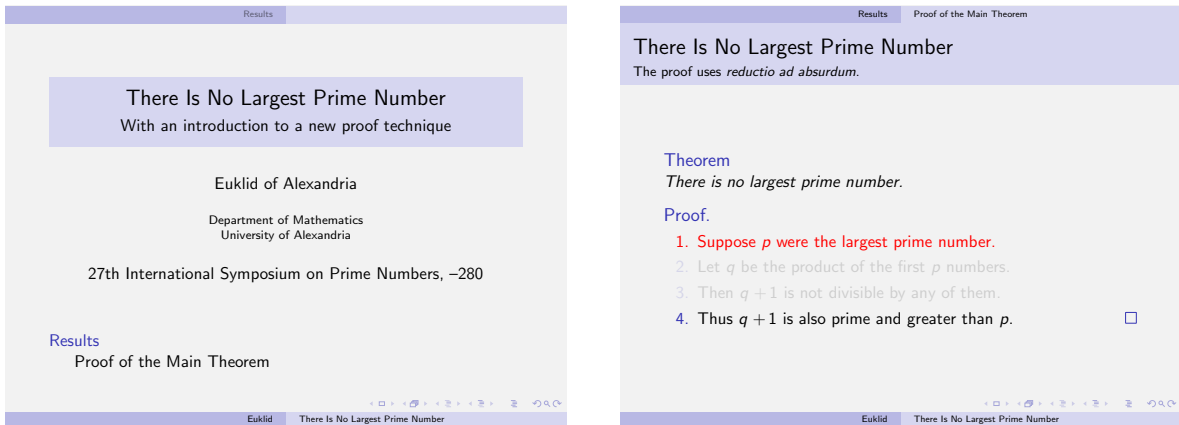 Results
There Is No Largest Prime Number
With an introduction to a new proof technique
Euklid of Alexandria
Department of Mathematics
University of Alexandria
27th International Symposium on Prime Numbers, –280
Results
Proof of the Main Theorem
Euklid There Is No Largest Prime Number
Results Proof of the Main Theorem
There Is No Largest Prime Number
The proof uses reductio ad absurdum.
Theorem
There is no largest prime number.
Proof.
1. Suppose p were the largest prime number.
2. Let q be the product of the first p numbers.
3. Then q + 1 is not divisible by any of them.
4. Thus q + 1 is also prime and greater than p.
Euklid There Is No Largest Prime Number